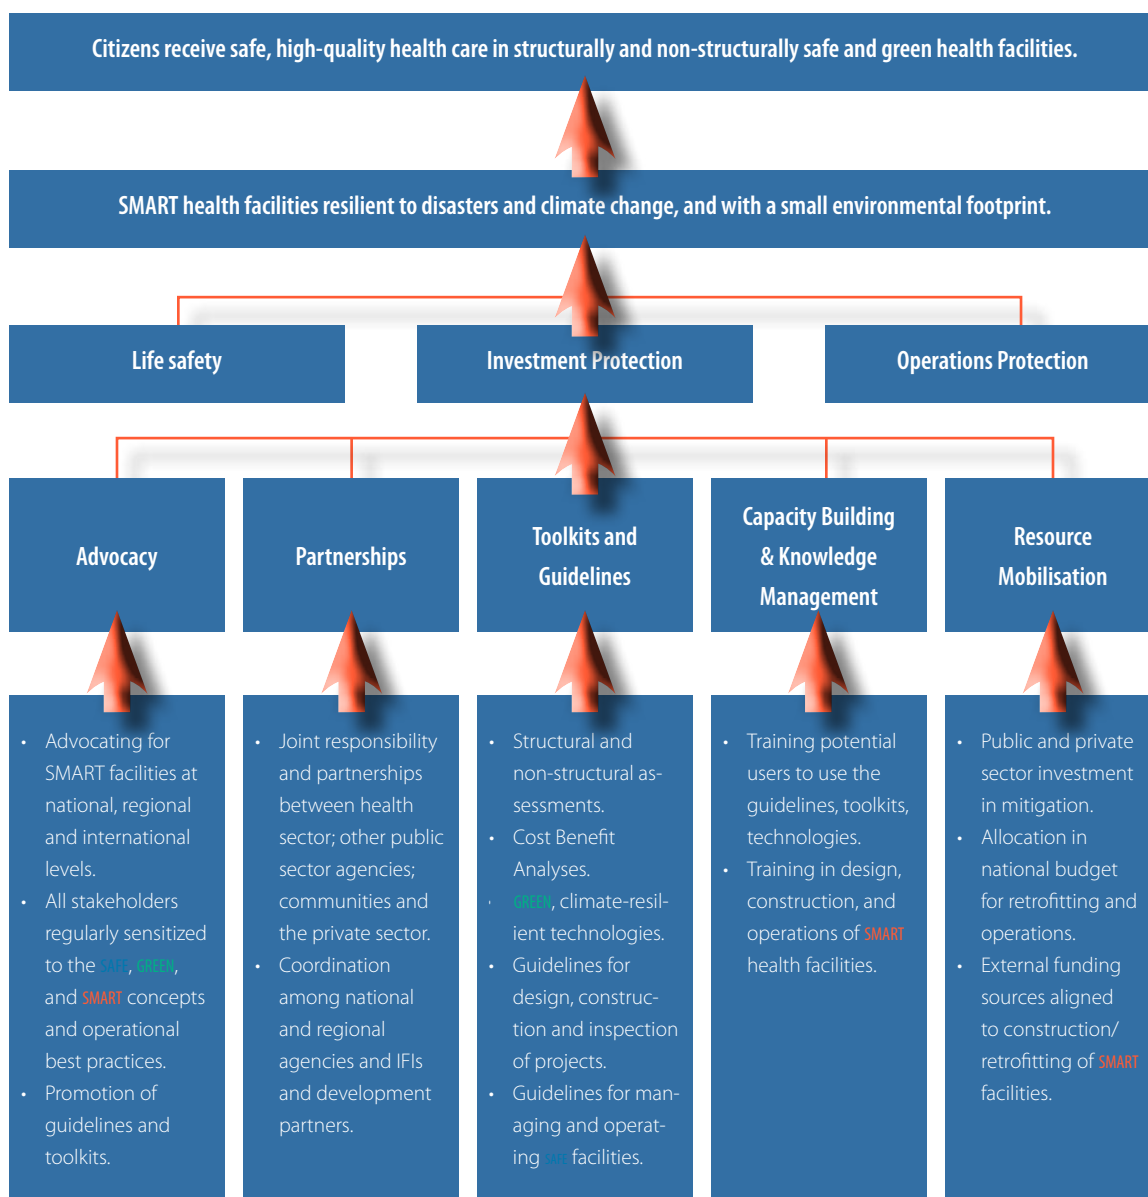 Citizens receive safe, high-quality health care in structurally and non-structurally safe and green health facilities.
SMART health facilities resilient to disasters and climate change, and with a small environmental footprint.
Life safety
Investment Protection
Operations Protection
Advocacy
Partnerships
Toolkits and
Guidelines
Capacity Building
& Knowledge
Management
Resource
Mobilisation
• Advocating for
SMART facilities at
national, regional
and international
levels.
• All stakeholders
regularly sensitized
to the SAFE, GREEN,
and SMART concepts
and operational
best practices.
• Promotion of
guidelines and
toolkits.
• Joint responsibility
and partnerships
between health
sector; other public
sector agencies;
communities and
the private sector.
• Coordination
among national
and regional
agencies and IFIs
and development
partners.
• Structural and
non-structural as-
sessments.
• Cost Benefit
Analyses.
• GREEN, climate-resil-
ient technologies.
• Guidelines for
design, construc-
tion and inspection
of projects.
• Guidelines for man-
aging and operat-
ing SAFE facilities.
• Training potential
users to use the
guidelines, toolkits,
technologies.
• Training in design,
construction, and
operations of SMART
health facilities.
• Public and private
sector investment
in mitigation.
• Allocation in
national budget
for retrofitting and
operations.
• External funding
sources aligned
to construction/
retrofitting of SMART
facilities.